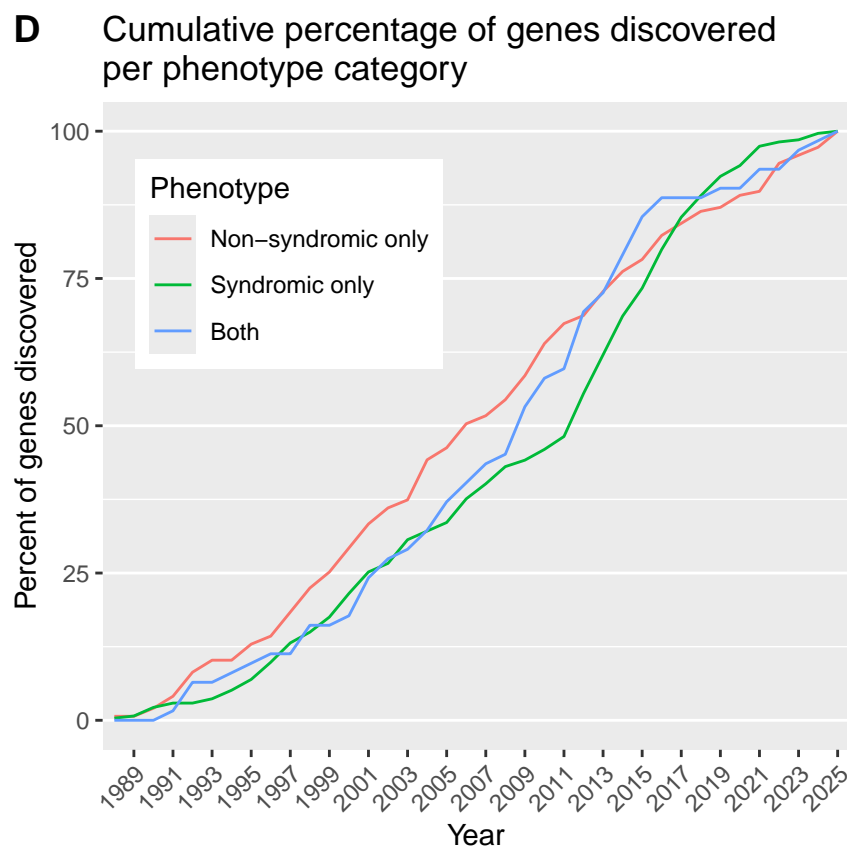 D
Cumulative percentage of genes discovered
per phenotype category
Percent of genes discovered
100
75
50
25
0
Phenotype
Non−syndromic only
Syndromic only
Both
1989
1991
1993
1995
1997
1999
2001
2003
2005
2007
2009
2011
2013
2015
2017
2019
2021
2023
2025
Year